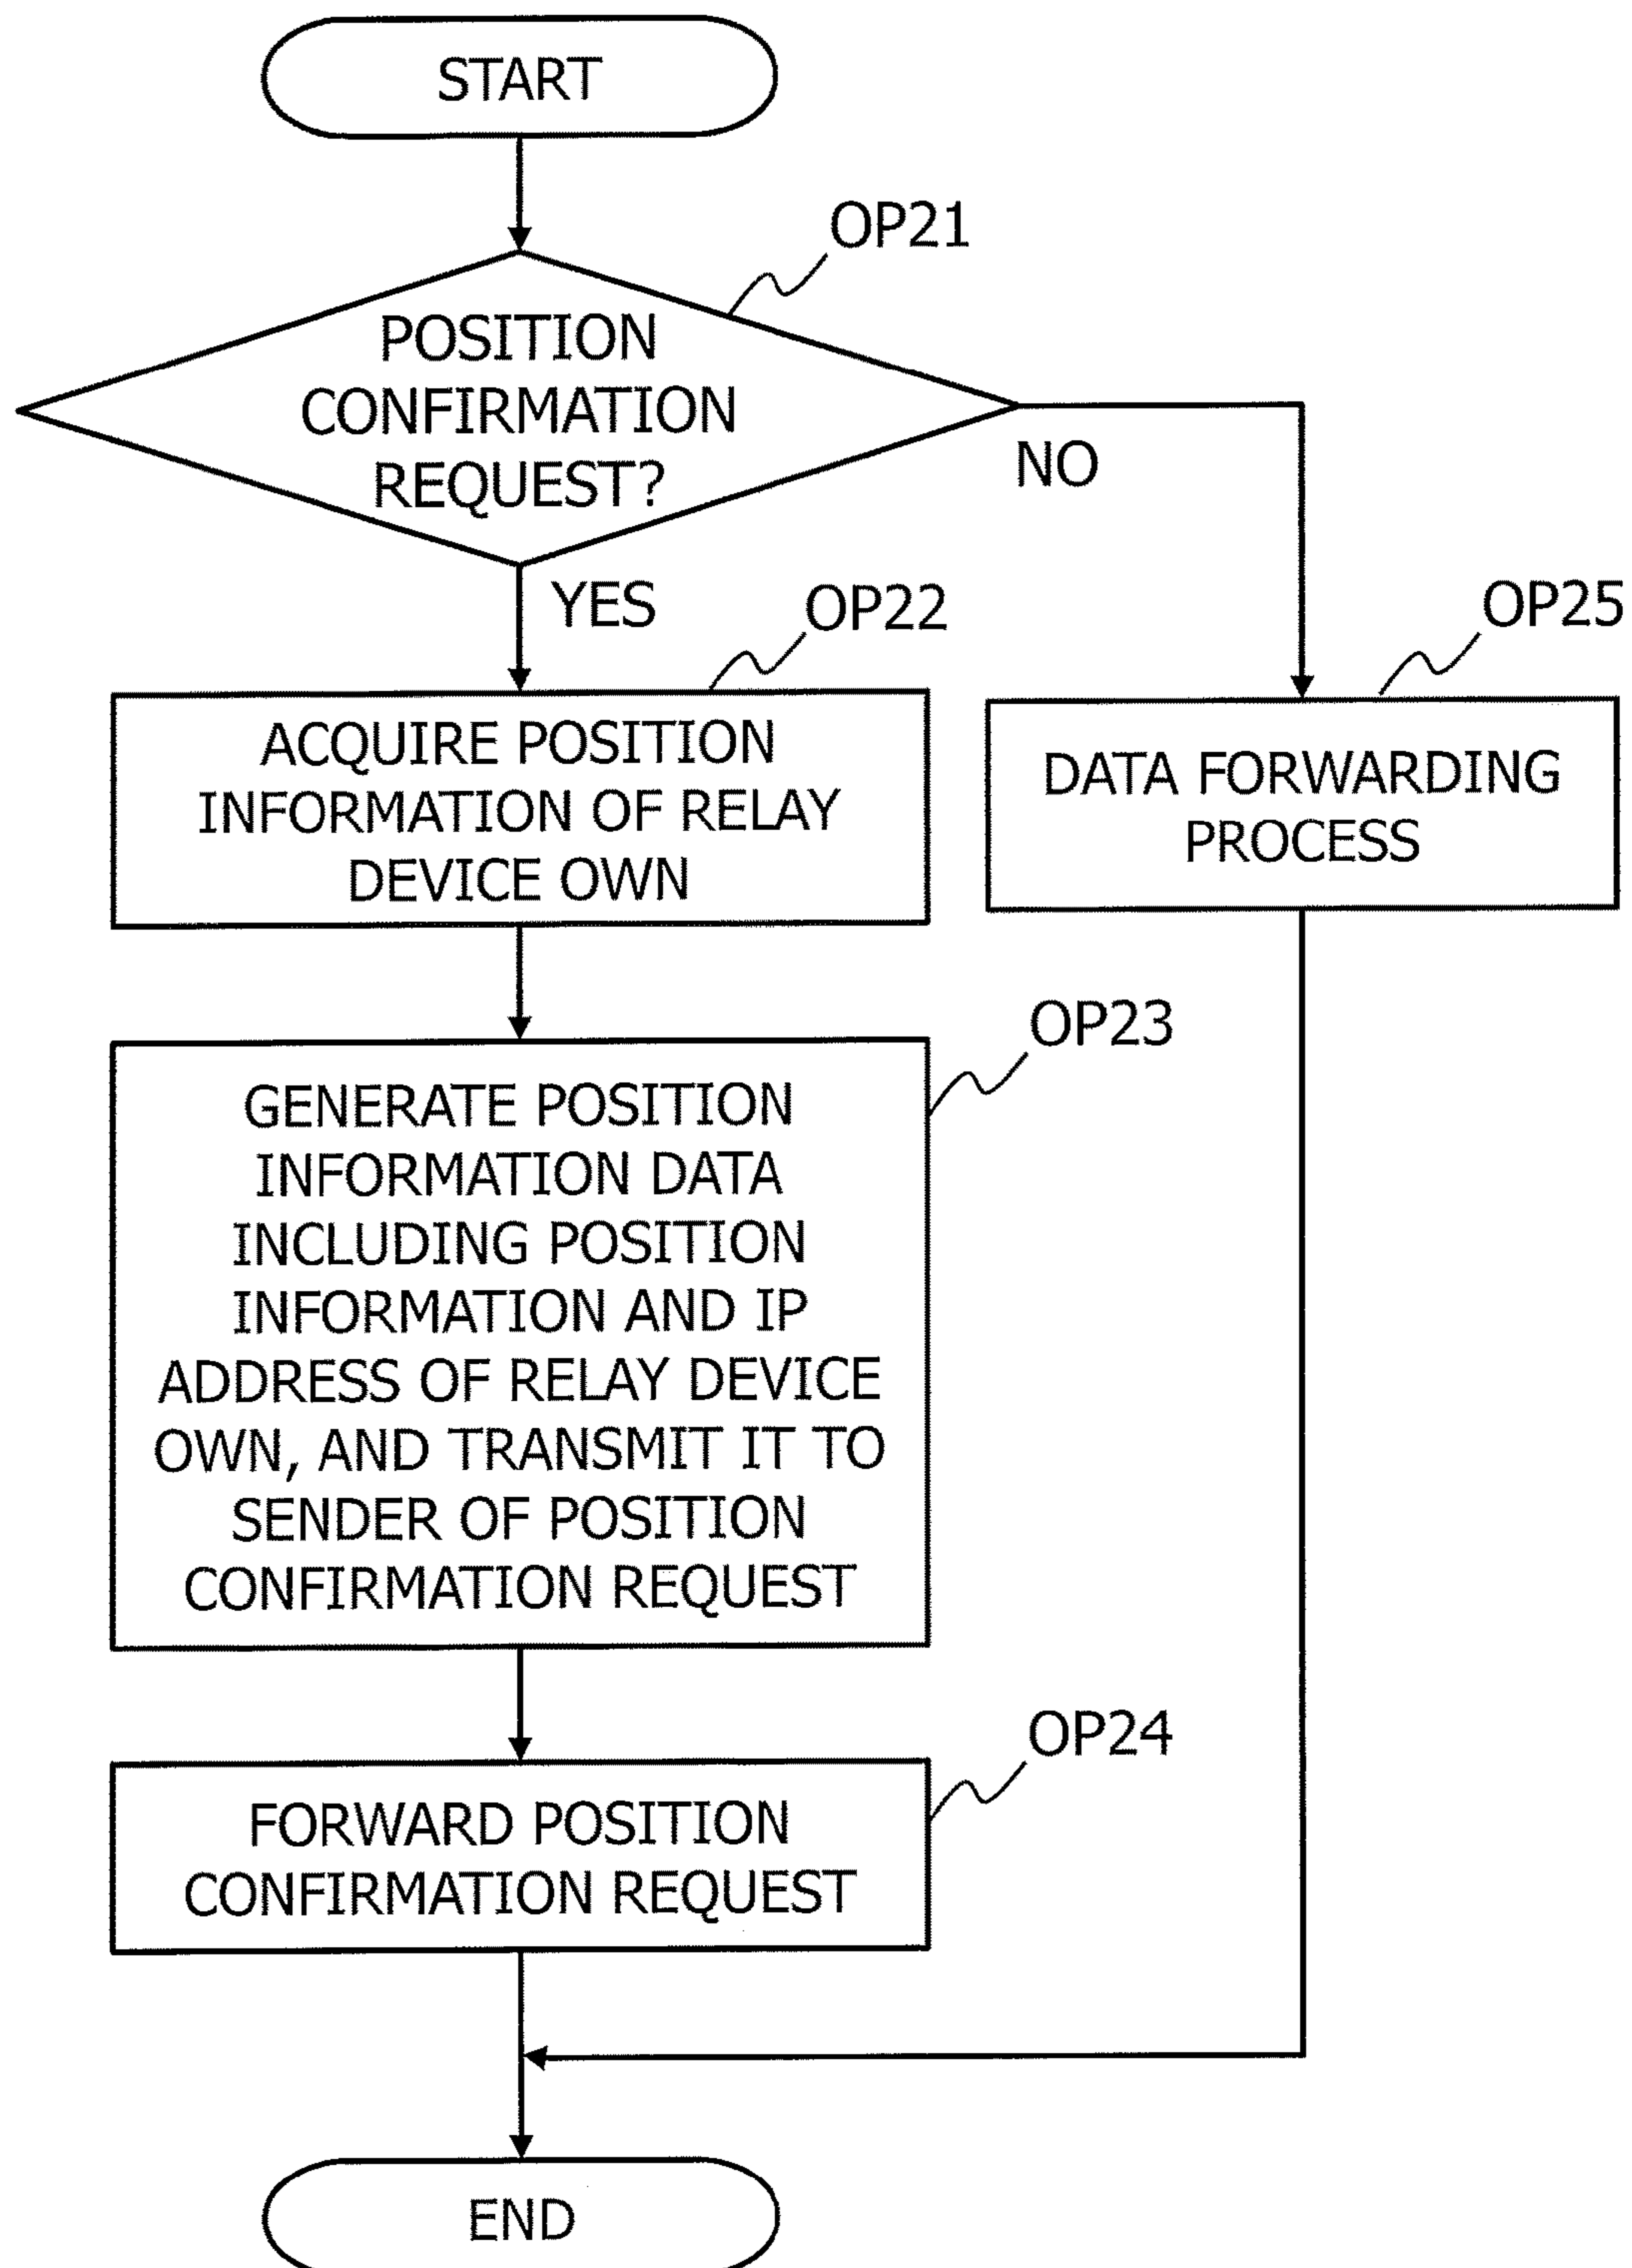 START
OP21
POSITION
CONFIRMATION
REQUEST?
NO
YES
OP22
OP25
ACQUIRE POSITION
INFORMATION OF RELAY
DEVICE OWN
DATA FORWARDING
PROCESS
OP23
GENERATE POSITION
INFORMATION DATA
INCLUDING POSITION
INFORMATION AND IP
ADDRESS OF RELAY DEVICE
OWN, AND TRANSMIT IT TO
SENDER OF POSITION
CONFIRMATION REQUEST
OP24
FORWARD POSITION
CONFIRMATION REQUEST
END